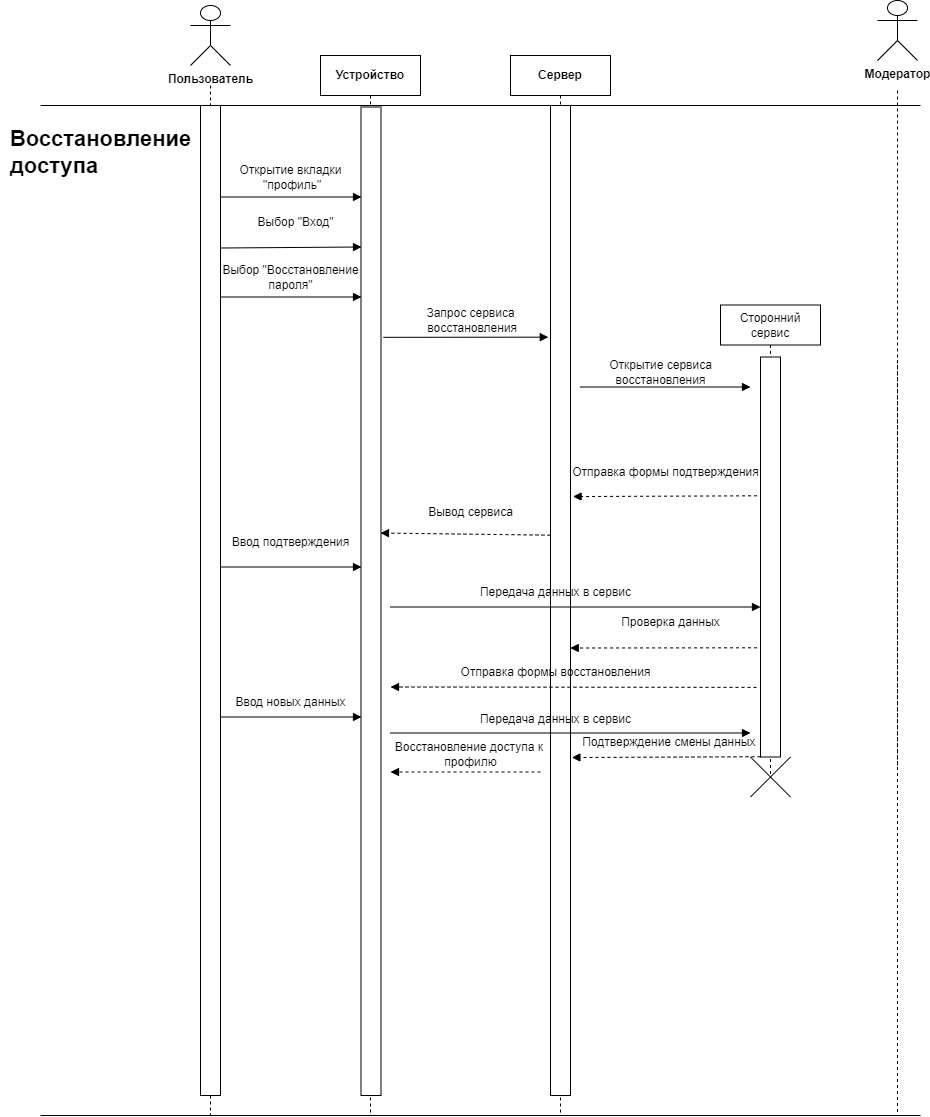 Пользователь
Устройство
Сервер
Модератор
Восстановление
доступа
Открытие вкладки
"профиль"
Выбор "Вход"
Выбор "Восстановление
пароля"
Запрос сервиса
восстановления
Сторонний
сервис
Открытие сервиса
восстановления
Отправка формы подтверждения
Вывод сервиса
Ввод подтверждения
Передача данных в сервис
Проверка данных
Отправка формы восстановления
Ввод новых данных
Передача данных в сервис
Подтверждение смены данных
Восстановление доступа к
профилю